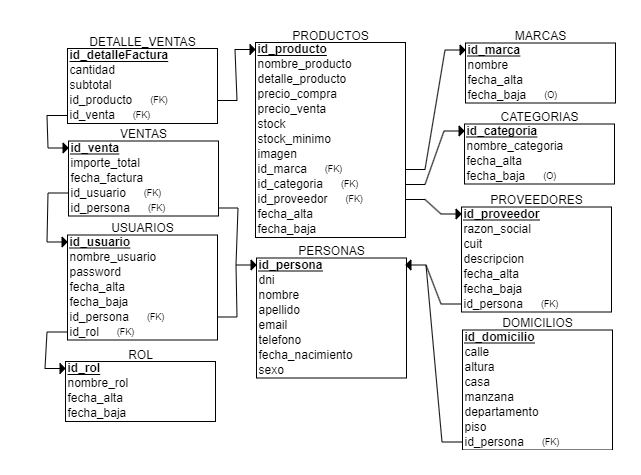 DETALLE_VENTAS
id_detalleFactura
cantidad
subtotal
id_producto (FK)
id_venta (FK)
VENTAS
id_venta
importe_total
fecha_factura
id_usuario (FK)
id_persona (FK)
USUARIOS
id_usuario
nombre_usuario
password
fecha_alta
fecha_baja
id_persona (FK)
id_rol (FK)
ROL
id_rol
nombre_rol
fecha_alta
fecha_baja
PRODUCTOS
id_producto
nombre_producto
detalle_producto
precio_compra
precio_venta
stock
stock_minimo
imagen
id_marca (FK)
id_categoria (FK)
id_proveedor (FK)
fecha_alta
fecha_baja
PERSONAS
id_persona
dni
nombre
apellido
email
telefono
fecha_nacimiento
sexo
MARCAS
id_marca
nombre
fecha_alta
fecha_baja (O)
CATEGORIAS
id_categoria
nombre_categoria
fecha_alta
fecha_baja (O)
PROVEEDORES
id_proveedor
razon_social
cuit
descripcion
fecha_alta
fecha_baja
id_persona (FK)
DOMICILIOS
id_domicilio
calle
altura
casa
manzana
departamento
piso
id_persona (FK)